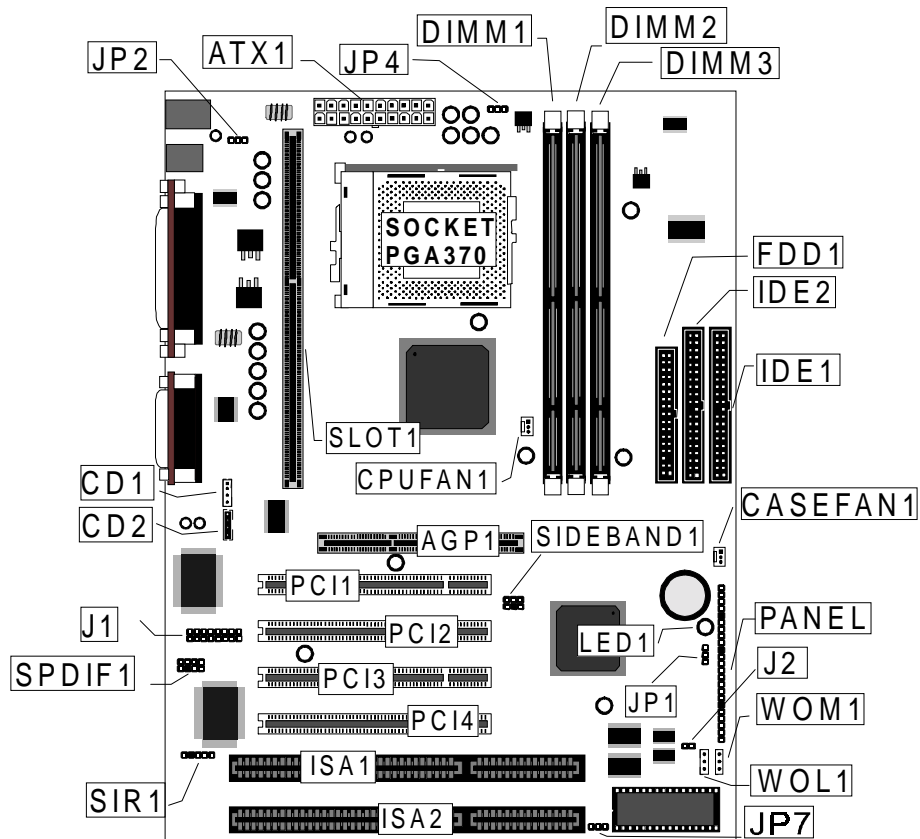 DIMM1
DIMM2
ATX1
JP2
JP4
DIMM3
SOCKET
PGA370
FDD1
IDE2
IDE1
SLOT1
CPUFAN1
CD1
CASEFAN1
CD2
AGP1
SIDEBAND1
PCI1
J1
PCI2
LED1
PANEL
SPDIF1
PCI3
J2
JP1
PCI4
WOM1
ISA1
WOL1
SIR1
ISA2
JP7